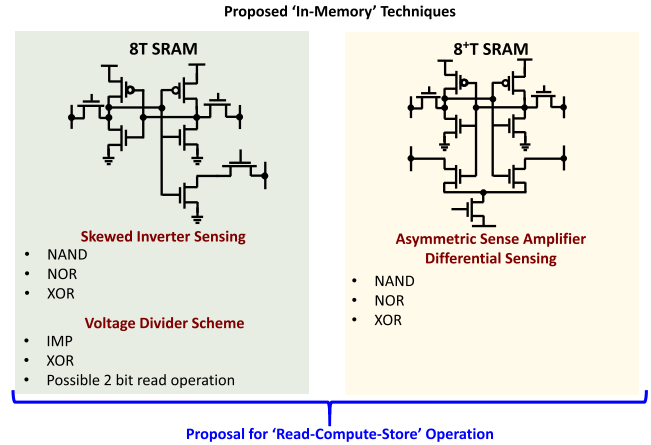 Proposed ‘In-Memory’ Techniques
8T SRAM
Skewed Inverter Sensing
• NAND
• NOR
• XOR
Voltage Divider Scheme
• IMP
• XOR
• Possible 2 bit read operation
8⁺T SRAM
Asymmetric Sense Amplifier
Differential Sensing
• NAND
• NOR
• XOR
Proposal for ‘Read-Compute-Store’ Operation